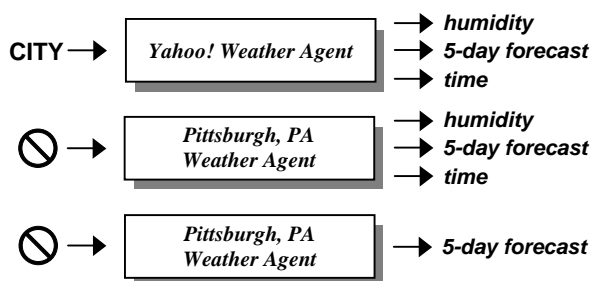 humidity
CITY Yahoo! Weather Agent 5-day forecast
time
humidity
Pittsburgh, PA
Weather Agent
5-day forecast
time
Pittsburgh, PA
Weather Agent
5-day forecast